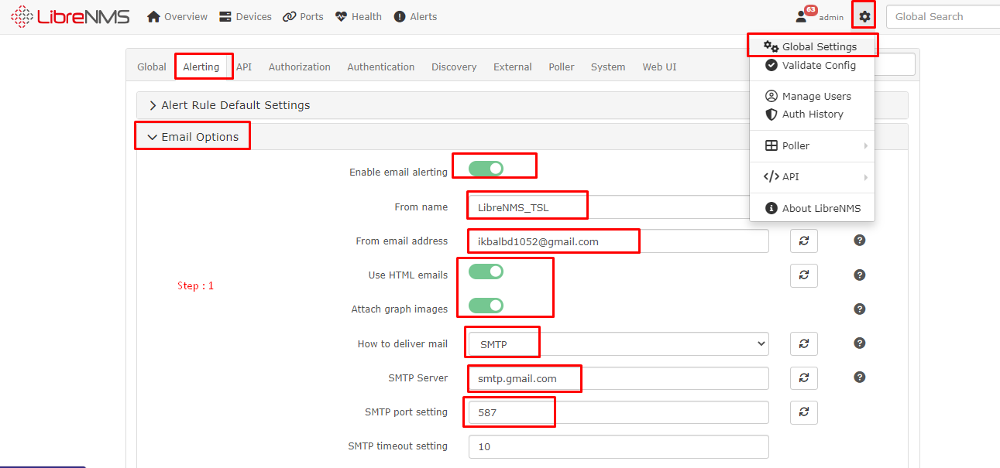 LibreNMS Overview Devices Ports Health Alerts 63 admin Global Search
Global Settings
Global Alerting API Authorization Authentication Discovery External Poller System Web UI
Validate Config
Manage Users
Auth History
Poller
API
About LibreNMS
Alert Rule Default Settings
Email Options
Enable email alerting
From name LibreNMS_TSL
From email address ikbalbd1052@gmail.com
Use HTML emails
Step : 1
Attach graph images
How to deliver mail SMTP
SMTP Server smtp.gmail.com
SMTP port setting 587
SMTP timeout setting 10